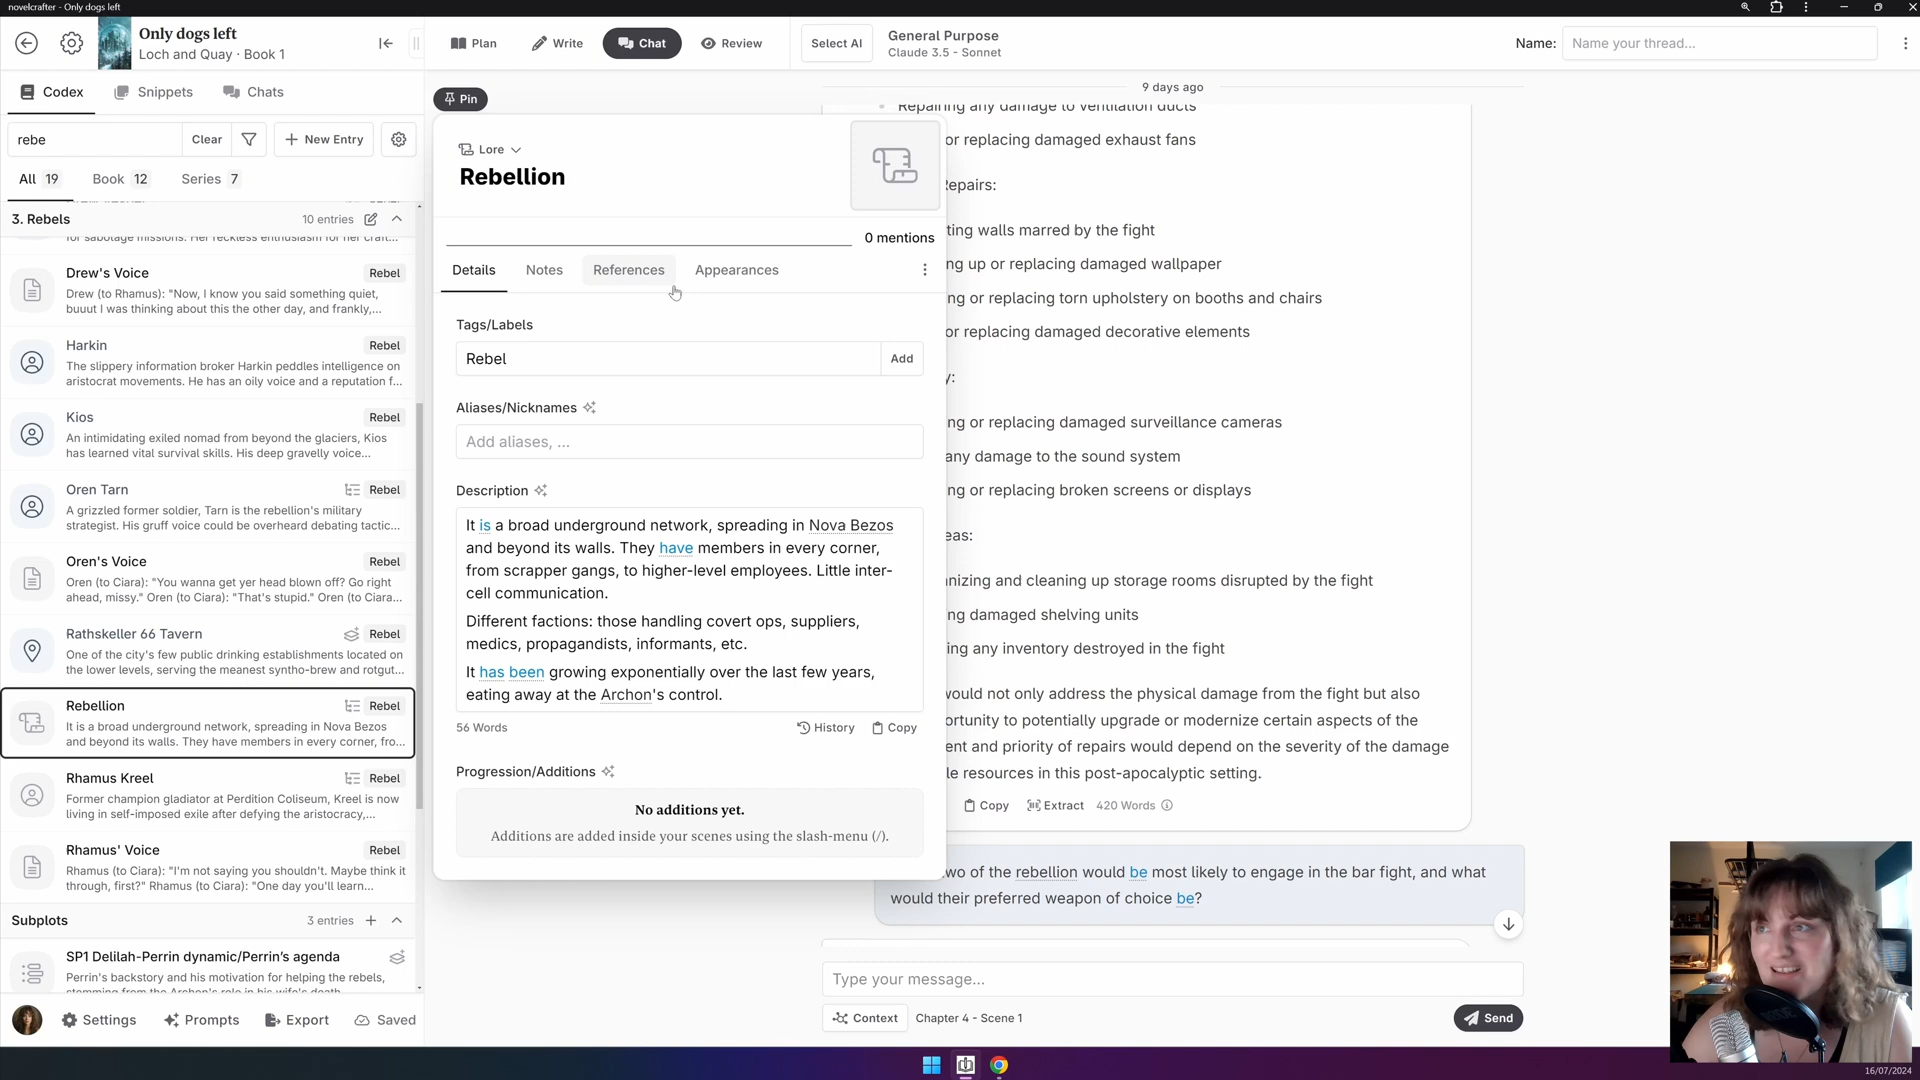 novelcrafter - Only dogs left
Only dogs left
Loch and Quay · Book 1
Plan
Write
Chat
Review
Select AI
General Purpose
Claude 3.5 - Sonnet
Name:
Name your thread...
Codex
Snippets
Chats
rebe
Clear
New Entry
All 19
Book 12
Series 7
3. Rebels
10 entries
for sabotage missions. Her reckless enthusiasm for her craft...
Drew's Voice
Rebel
Drew (to Rhamus): "Now, I know you said something quiet,
buuut I was thinking about this the other day, and frankly,...
Harkin
Rebel
The slippery information broker Harkin peddles intelligence on
aristocrat movements. He has an oily voice and a reputation f...
Kios
Rebel
An intimidating exiled nomad from beyond the glaciers, Kios
has learned vital survival skills. His deep gravelly voice...
Oren Tarn
Rebel
A grizzled former soldier, Tarn is the rebellion's military
strategist. His gruff voice could be overheard debating tactic...
Oren's Voice
Rebel
Oren (to Ciara): "You wanna get yer head blown off? Go right
ahead, missy." Oren (to Ciara): "That's stupid." Oren (to Ciara...
Rathskeller 66 Tavern
Rebel
One of the city's few public drinking establishments located on
the lower levels, serving the meanest syntho-brew and rotgut...
Rebellion
Rebel
It is a broad underground network, spreading in Nova Bezos
and beyond its walls. They have members in every corner, fro...
Rhamus Kreel
Rebel
Former champion gladiator at Perdition Coliseum, Kreel is now
living in self-imposed exile after defying the aristocracy,...
Rhamus' Voice
Rebel
Rhamus (to Ciara): "I'm not saying you shouldn't. Maybe think it
through, first?" Rhamus (to Ciara): "One day you'll learn...
Subplots
3 entries
SP1 Delilah-Perrin dynamic/Perrin's agenda
Perrin's backstory and his motivation for helping the rebels,
stemming from the Archon's role in his wife's death
Settings
Prompts
Export
Saved
Pin
Lore
Rebellion
0 mentions
Details
Notes
References
Appearances
Tags/Labels
Rebel
Add
Aliases/Nicknames
Add aliases, ...
Description
It is a broad underground network, spreading in Nova Bezos
and beyond its walls. They have members in every corner,
from scrapper gangs, to higher-level employees. Little inter-
cell communication.
Different factions: those handling covert ops, suppliers,
medics, propagandists, informants, etc.
It has been growing exponentially over the last few years,
eating away at the Archon's control.
56 Words
History
Copy
Progression/Additions
No additions yet.
Additions are added inside your scenes using the slash-menu (/).
9 days ago
Repairing any damage to ventilation ducts
or replacing damaged exhaust fans
epairs:
ting walls marred by the fight
ng up or replacing damaged wallpaper
ng or replacing torn upholstery on booths and chairs
or replacing damaged decorative elements
y:
ng or replacing damaged surveillance cameras
any damage to the sound system
ng or replacing broken screens or displays
eas:
nizing and cleaning up storage rooms disrupted by the fight
ng damaged shelving units
ing any inventory destroyed in the fight
would not only address the physical damage from the fight but also
ortunity to potentially upgrade or modernize certain aspects of the
ent and priority of repairs would depend on the severity of the damage
le resources in this post-apocalyptic setting.
Copy
Extract
420 Words
wo of the rebellion would be most likely to engage in the bar fight, and what
would their preferred weapon of choice be?
Type your message...
Context
Chapter 4 - Scene 1
Send
16/07/2024